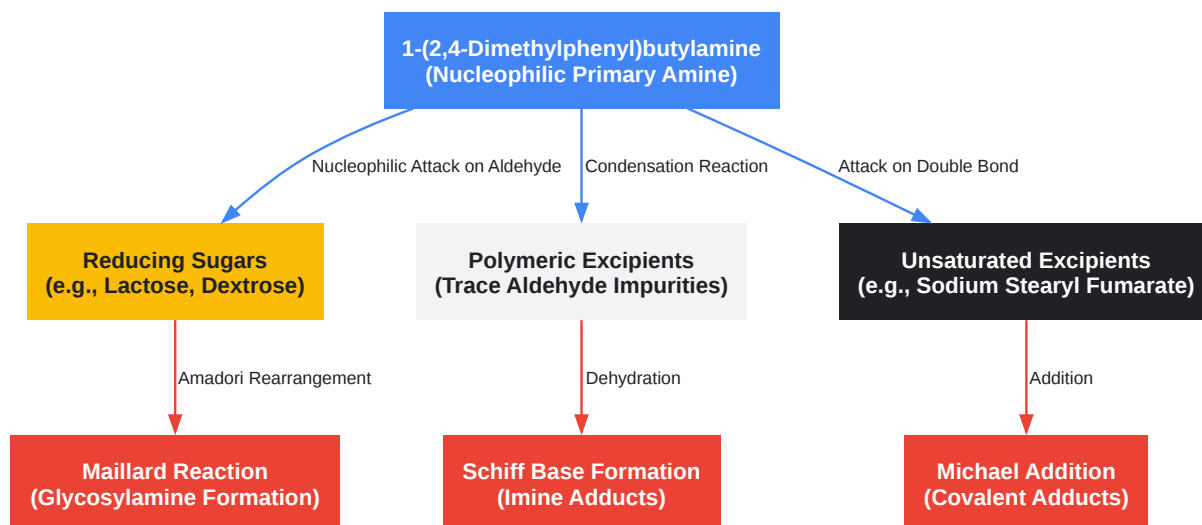 1-(2,4-Dimethylphenyl)butylamine
(Nucleophilic Primary Amine)
Nucleophilic Attack on Aldehyde
Condensation Reaction
Attack on Double Bond
Reducing Sugars
(e.g., Lactose, Dextrose)
Polymeric Excipients
(Trace Aldehyde Impurities)
Unsaturated Excipients
(e.g., Sodium Stearyl Fumarate)
Amadori Rearrangement
Dehydration
Addition
Maillard Reaction
(Glycosylamine Formation)
Schiff Base Formation
(Imine Adducts)
Michael Addition
(Covalent Adducts)